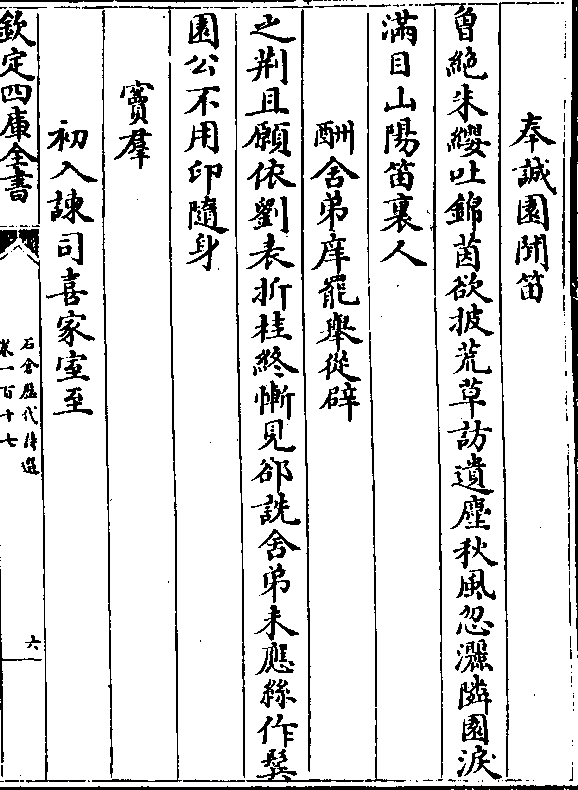 奉誠園聞笛
曾絕朱纓吐錦茵欲披荒草訪遺塵秋風忽灑隣園淚
滿目山陽笛裏人
酬舍弟庠罷舉從辟
之荆且願依劉表折桂終慚見郤詵舍弟未應絲作鬢
園公不用印隨身
竇羣
初入諫司喜家室至
欽定四庫全書
石倉歷代詩選
卷一百十七
六